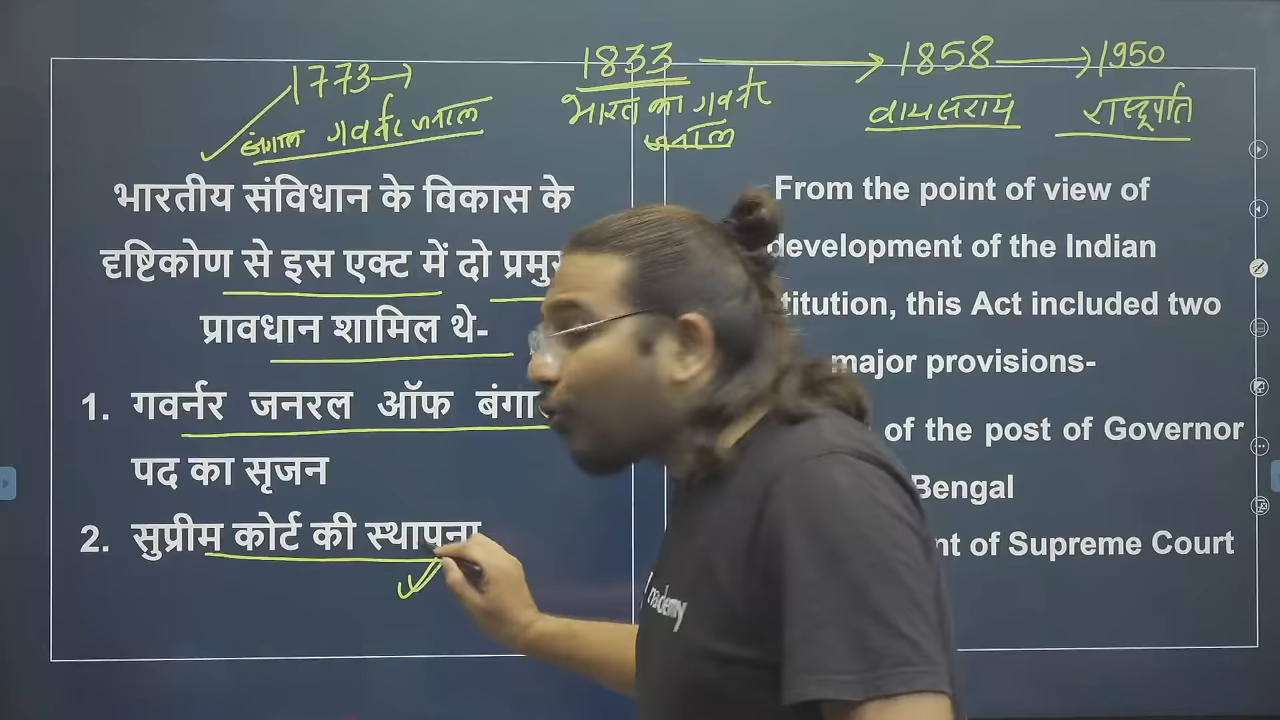 1773→ 1833 → 1858 → 1950
बंगाल गवर्नर जनरल भारत का गवर्नर जनरल वायसराय राष्ट्रपति
भारतीय संविधान के विकास के
दृष्टिकोण से इस एक्ट में दो प्रमु
प्रावधान शामिल थे-
1. गवर्नर जनरल ऑफ बंगा
पद का सृजन
2. सुप्रीम कोर्ट की स्थापना
From the point of view of
development of the Indian
titution, this Act included two
major provisions-
of the post of Governor
Bengal
nt of Supreme Court
nademy